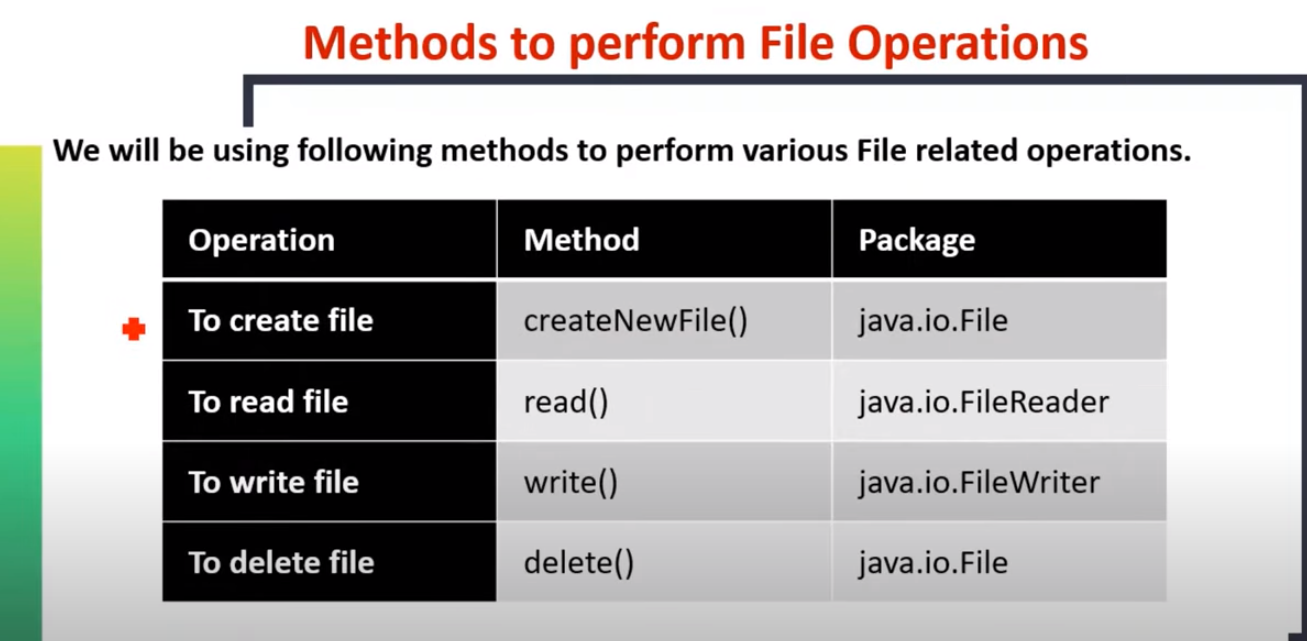 Methods to perform File Operations
We will be using following methods to perform various File related operations.
Operation Method Package
To create file createNewFile() java.io.File
To read file read() java.io.FileReader
To write file write() java.io.FileWriter
To delete file delete() java.io.File